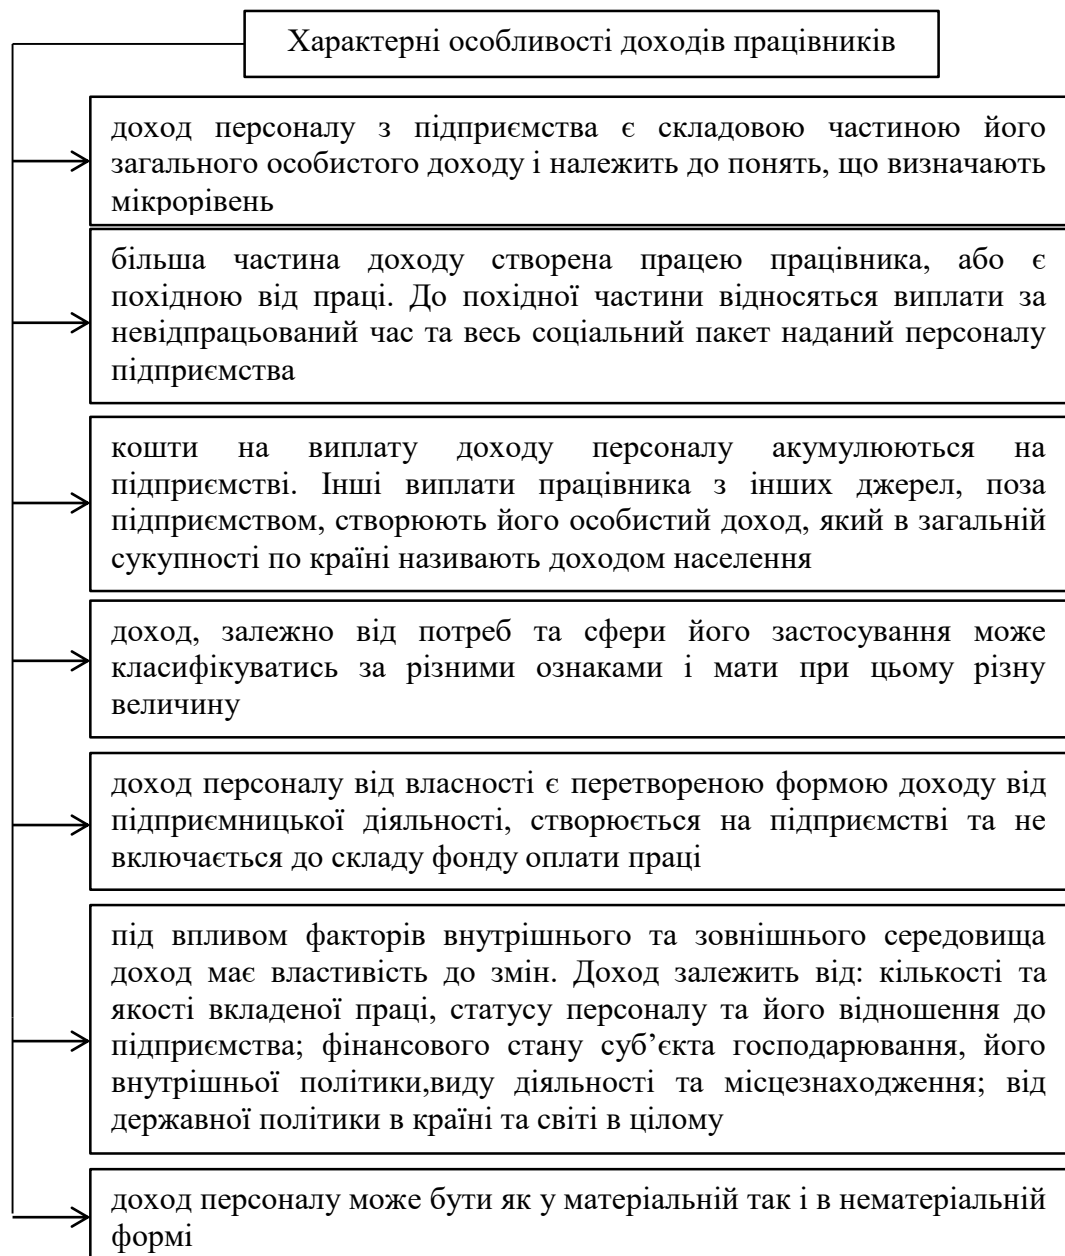 Характерні особливості доходів працівників
доход персоналу з підприємства є складовою частиною його
загального особистого доходу і належить до понять, що визначають
мікрорівень
більша частина доходу створена працею працівника, або є
похідною від праці. До похідної частини відносяться виплати за
невідпрацьований час та весь соціальний пакет наданий персоналу
підприємства
кошти на виплату доходу персоналу акумулюються на
підприємстві. Інші виплати працівника з інших джерел, поза
підприємством, створюють його особистий доход, який в загальній
сукупності по країні називають доходом населення
доход, залежно від потреб та сфери його застосування може
класифікуватись за різними ознаками і мати при цьому різну
величину
доход персоналу від власності є перетвореною формою доходу від
підприємницької діяльності, створюється на підприємстві та не
включається до складу фонду оплати праці
під впливом факторів внутрішнього та зовнішнього середовища
доход має властивість до змін. Доход залежить від: кількості та
якості вкладеної праці, статусу персоналу та його відношення до
підприємства; фінансового стану суб’єкта господарювання, його
внутрішньої політики,виду діяльності та місцезнаходження; від
державної політики в країні та світі в цілому
доход персоналу може бути як у матеріальній так і в нематеріальній
формі